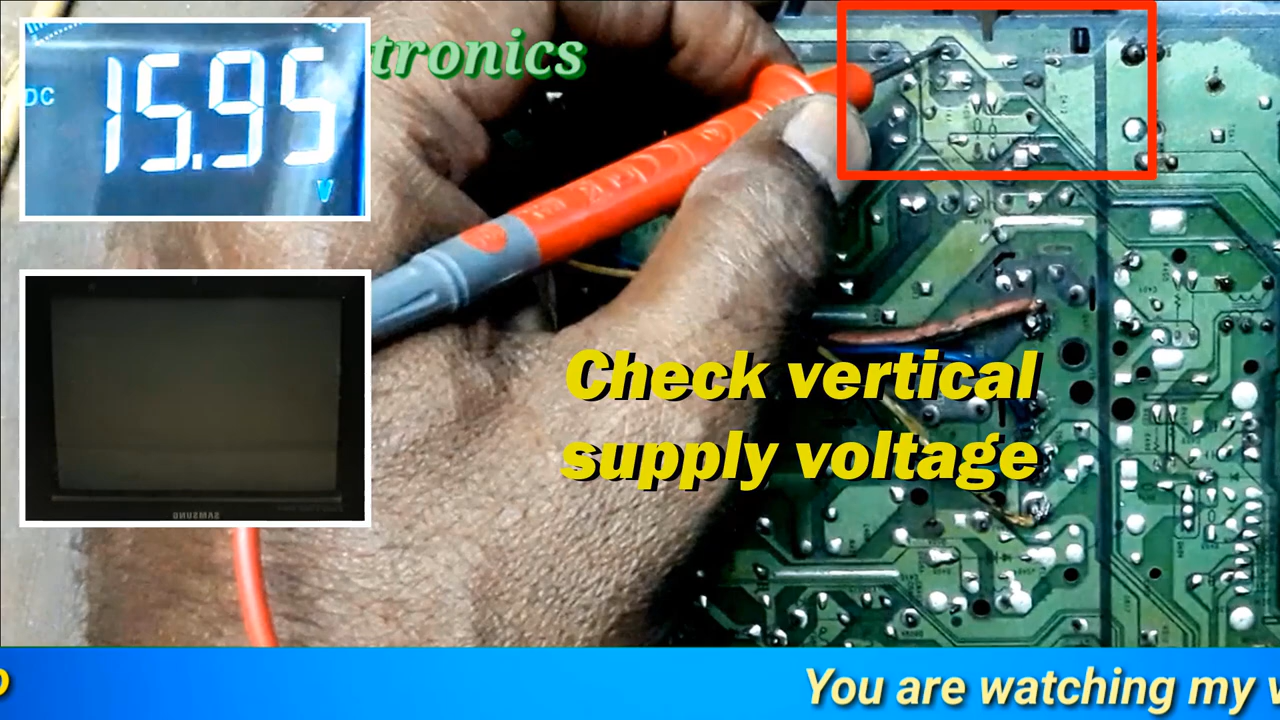 tronics
DC
15.95
V
SAMSUNG
Check vertical
supply voltage
You are watching my v